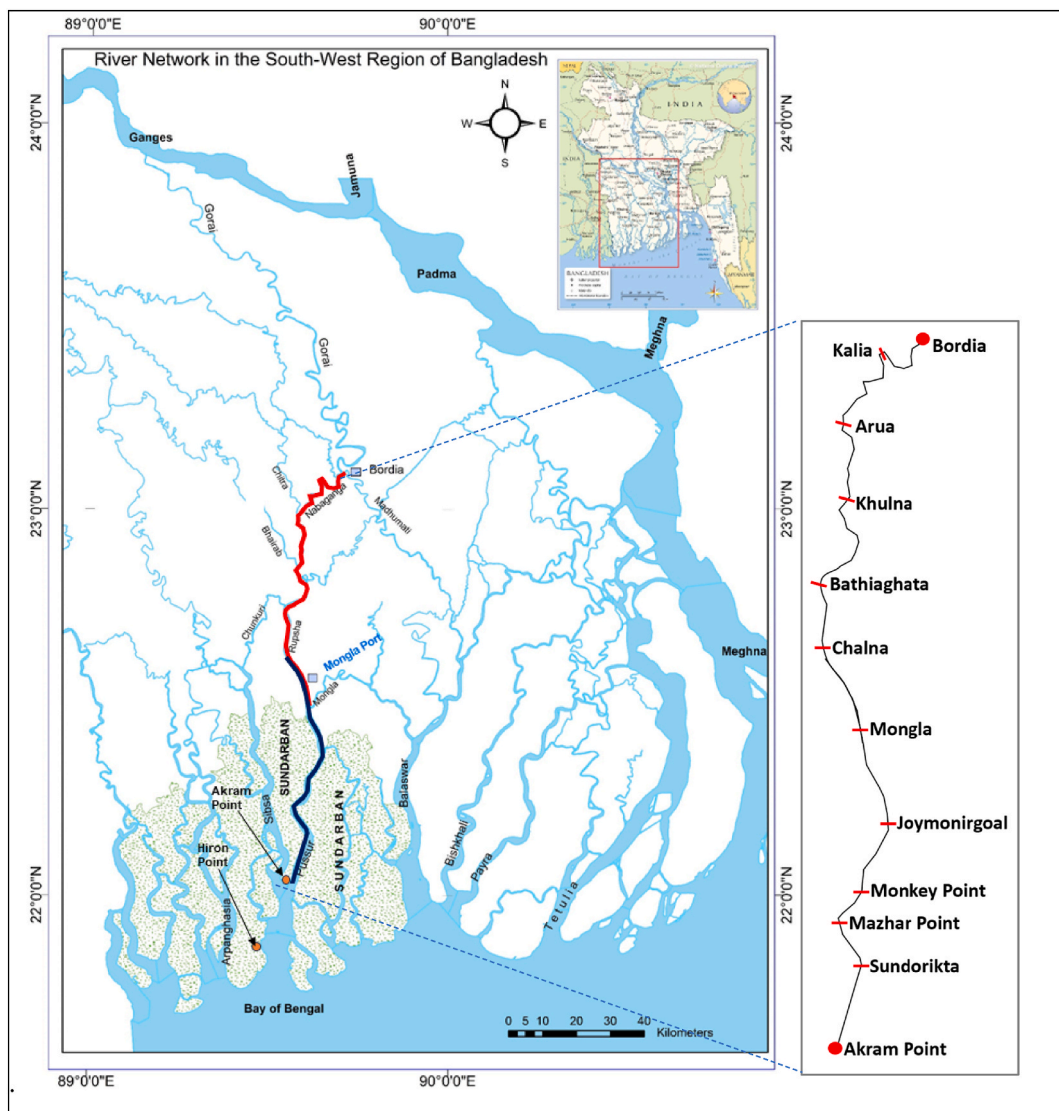 89°0'0"E
90°0'0"E
River Network in the South-West Region of Bangladesh
N
W
E
S
24°0'0"N
24°0'0"N
INDIA
INDIA
BANGLADESH
Ganges
Jamuna
Gorai
Padma
Meghna
Gorai
Bordia
Chitra
Nabaganga
Madhumati
23°0'0"N
23°0'0"N
Bhairab
Chunkuri
Rupsha
Mongla Port
Mongla
Meghna
SUNDARBAN
Akram
Point
Sibsa
SUNDARBAN
Balaswar
Hiron
Point
Pussur
Bishkhali
Payra
Tetulia
22°0'0"N
22°0'0"N
Arpanghasia
Bay of Bengal
0 5 10 20 30 40
Kilometers
89°0'0"E
90°0'0"E
Kalia
Bordia
Arua
Khulna
Bathiaghata
Chalna
Mongla
Joymonirgoal
Monkey Point
Mazhar Point
Sundorikta
Akram Point